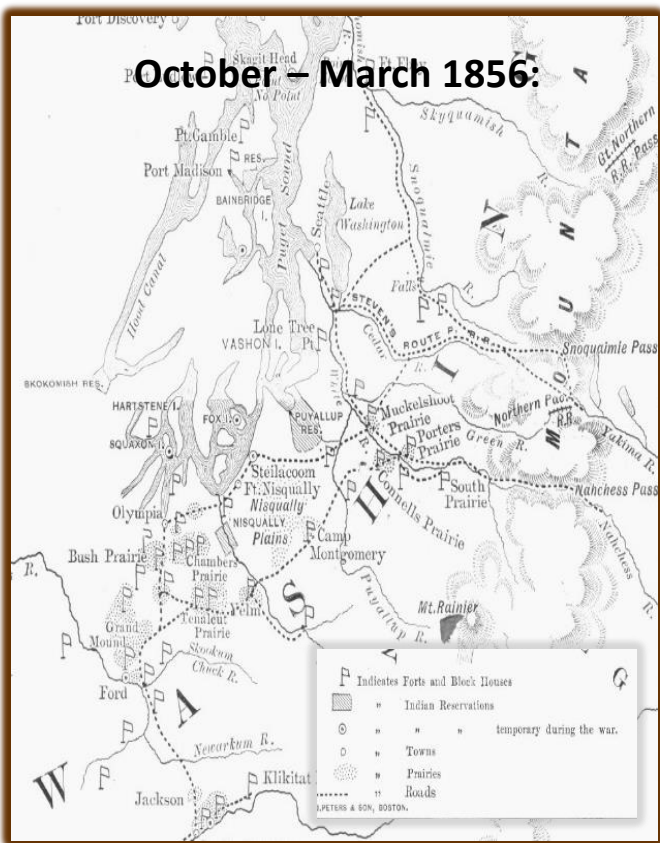 Port Discovery
Skagit Head
October – March 1856:
Ft. Ebey
No Point
Skyquamish
R.
Gt. Northern
R.R. Pass
Pt. Gamble
RES.
Port Madison
BAINBRIDGE
I.
Puget Sound
Seattle
Lake
Washington
Snoqualmie
Hood Canal
Falls
R.
STEVEN'S
ROUTE P. R.R.
Lone Tree
Pt.
VASHON I.
Cedar
R.
Snoqualmie Pass
SKOKOMISH RES.
White
R.
HARTSTENE I.
FOX I.
PUYALLUP
RES.
Muckelshoot
Prairie
Northern Pac.
R.R.
SQUAXON I.
Porters
Prairie
Green R.
Yakima R.
Steilacoom
Ft. Nisqually
Nisqually
Plains
South
Prairie
Nahchess Pass
Connells Prairie
Olympia
NISQUALLY
Camp
Montgomery
Nahchess
R.
Bush Prairie
Chambers
Prairie
R.
Yelm
Puyallup
R.
Mt. Rainier
Tenalcut
Prairie
Grand
Mound
Skookum
Chuck R.
Ford
Newarkum R.
Jackson
Klikitat
W A S H I N G
M O U N T A
Indicates Forts and Block Houses
" Indian Reservations
" " " temporary during the war.
" Towns
" Prairies
" Roads
.PETERS & SON, BOSTON.